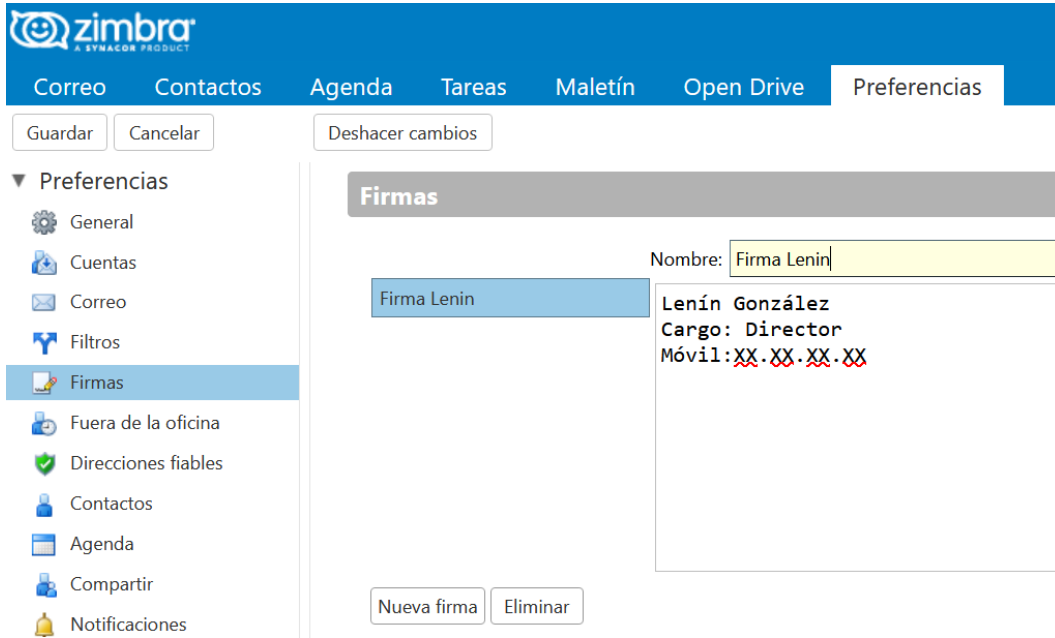 zimbra
A SYNACOR PRODUCT
Correo Contactos Agenda Tareas Maletín Open Drive Preferencias
Guardar Cancelar Deshacer cambios
Preferencias
General
Cuentas
Correo
Filtros
Firmas
Fuera de la oficina
Direcciones fiables
Contactos
Agenda
Compartir
Notificaciones
Firmas
Nombre: Firma Lenin
Firma Lenin
Lenín González
Cargo: Director
Móvil:XX.XX.XX.XX
Nueva firma Eliminar